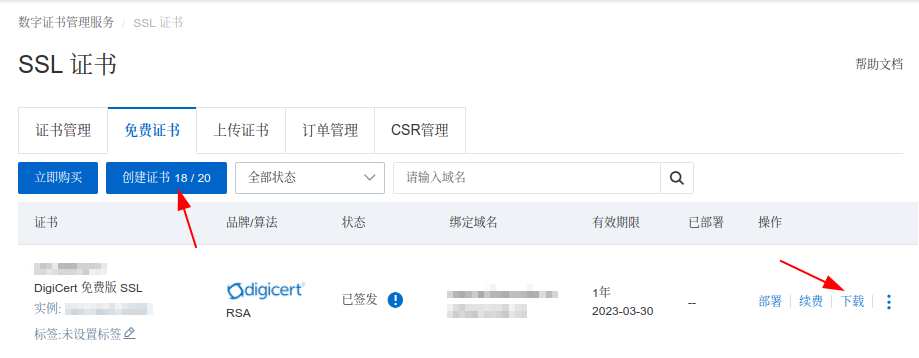 数字证书管理服务 / SSL 证书
SSL 证书
帮助文档
证书管理 免费证书 上传证书 订单管理 CSR管理
立即购买 创建证书 18 / 20 全部状态 请输入域名
证书 品牌/算法 状态 绑定域名 有效期限 已部署 操作
DigiCert 免费版 SSL
实例:
标签:未设置标签
digicert
RSA
已签发
1年
2023-03-30
--
部署 续费 下载